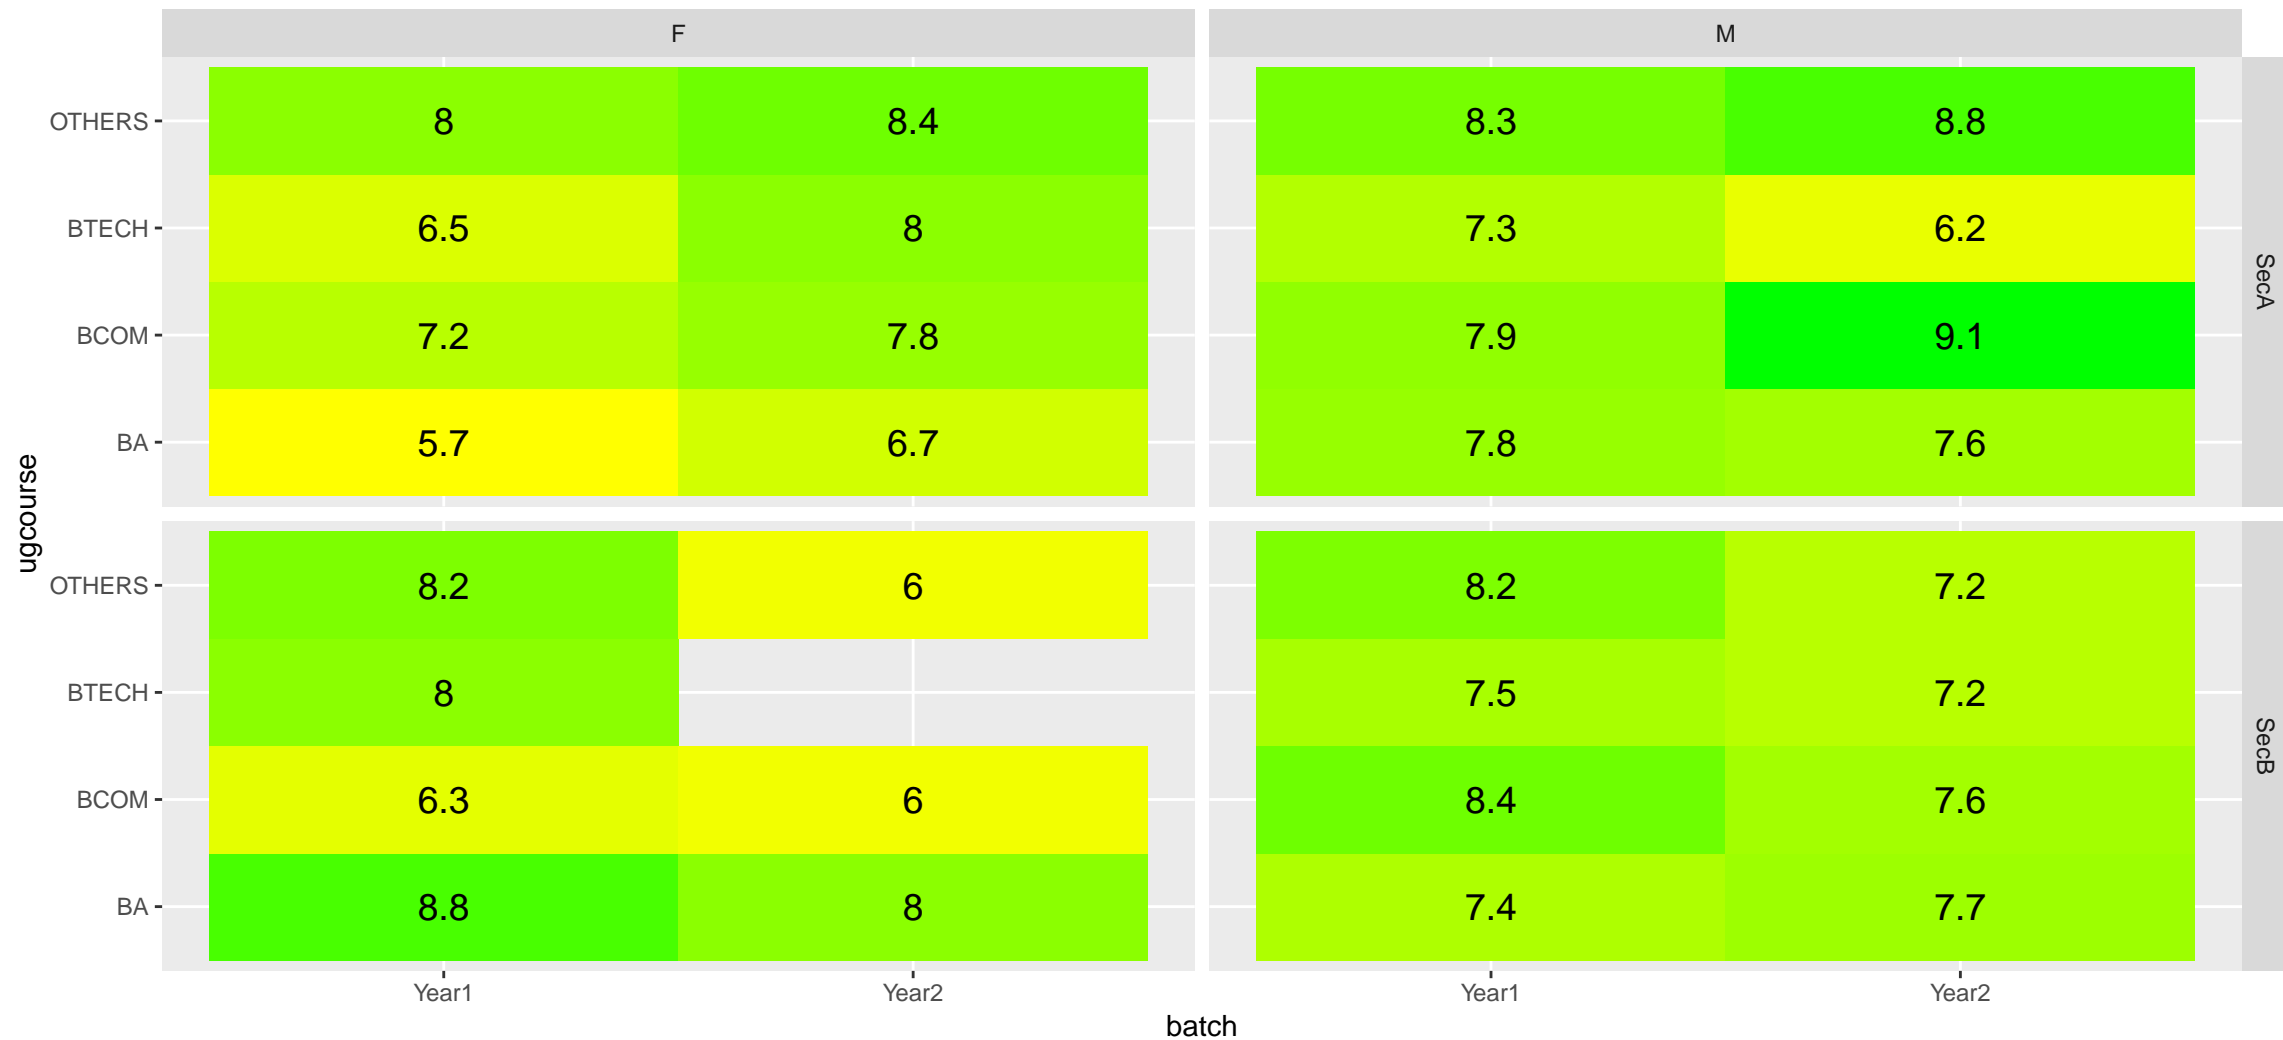 F M
OTHERS 8 8.4 8.3 8.8
BTECH 6.5 8 7.3 6.2
SecA
BCOM 7.2 7.8 7.9 9.1
BA 5.7 6.7 7.8 7.6
ugcourse
OTHERS 8.2 6 8.2 7.2
BTECH 8 7.5 7.2
SecB
BCOM 6.3 6 8.4 7.6
BA 8.8 8 7.4 7.7
Year1 Year2 Year1 Year2
batch